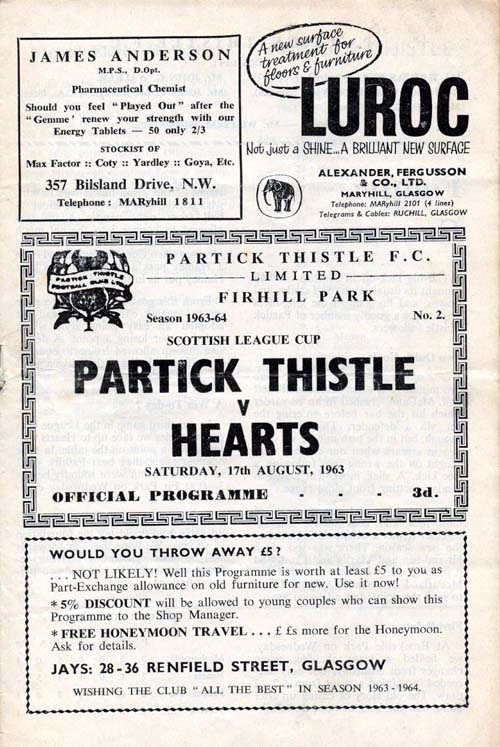 JAMES ANDERSON
M.P.S., D.Opt.
Pharmaceutical Chemist
Should you feel "Played Out" after the
"Gemme' renew your strength with our
Energy Tablets — 50 only 2/3
STOCKIST OF
Max Factor :: Coty :: Yardley :: Goya, Etc.
357 Bilsland Drive, N.W.
Telephone : MARyhill 1811
A new surface
treatment for
floors & furniture
LUROC
Not just a SHINE...A BRILLIANT NEW SURFACE
ALEXANDER, FERGUSSON
& CO., LTD.
MARYHILL, GLASGOW
Telephone: MARyhill 2101 (4 lines)
Telegrams & Cables: RUCHILL, GLASGOW
PARTICK THISTLE
FOOTBALL CLUB LTD
PARTICK THISTLE F.C.
LIMITED
FIRHILL PARK
Season 1963-64
No. 2.
SCOTTISH LEAGUE CUP
PARTICK THISTLE
V
HEARTS
SATURDAY, 17th AUGUST, 1963
OFFICIAL PROGRAMME - - - 3d.
WOULD YOU THROW AWAY £5 ?
. . . NOT LIKELY! Well this Programme is worth at least £5 to you as
Part-Exchange allowance on old furniture for new. Use it now!
* 5% DISCOUNT will be allowed to young couples who can show this
Programme to the Shop Manager.
* FREE HONEYMOON TRAVEL . . . £ £s more for the Honeymoon.
Ask for details.
JAYS: 28-36 RENFIELD STREET, GLASGOW
WISHING THE CLUB "ALL THE BEST" IN SEASON 1963-1964.